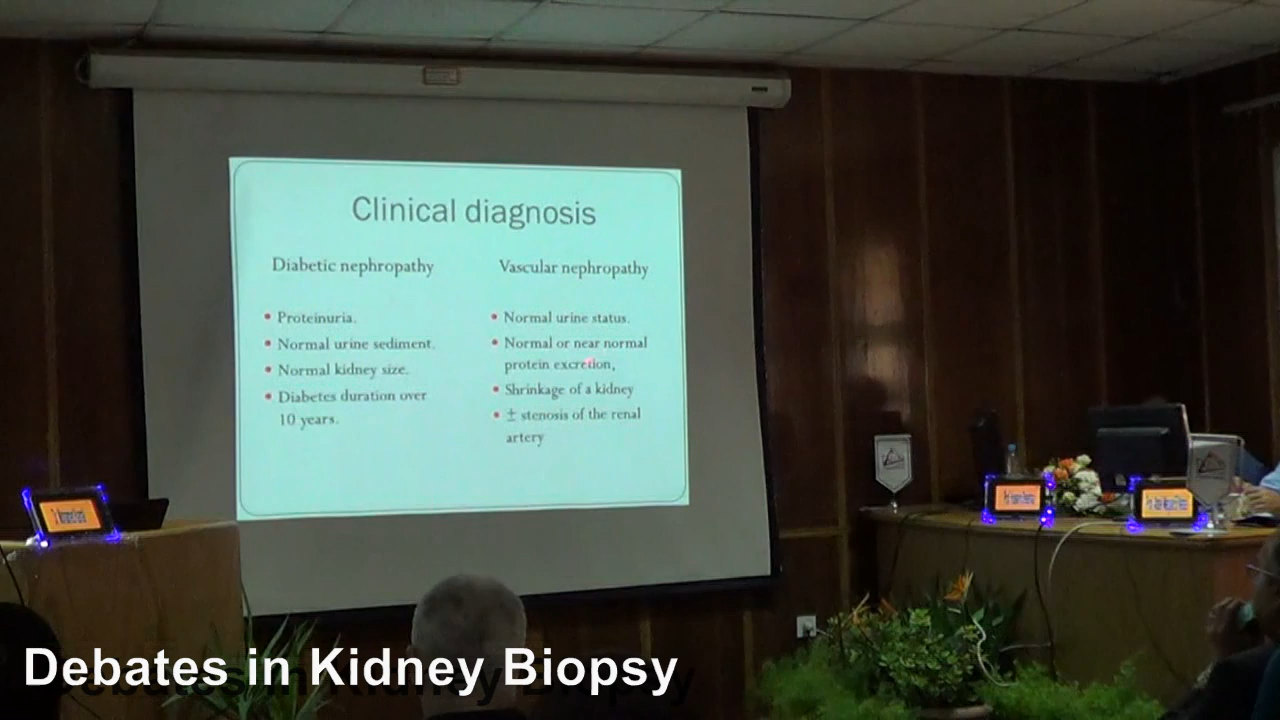 Clinical diagnosis
Diabetic nephropathy
• Proteinuria.
• Normal urine sediment.
• Normal kidney size.
• Diabetes duration over
10 years.
Vascular nephropathy
• Normal urine status.
• Normal or near normal
protein excretion,
• Shrinkage of a kidney
• ± stenosis of the renal
artery
Debates in Kidney Biopsy